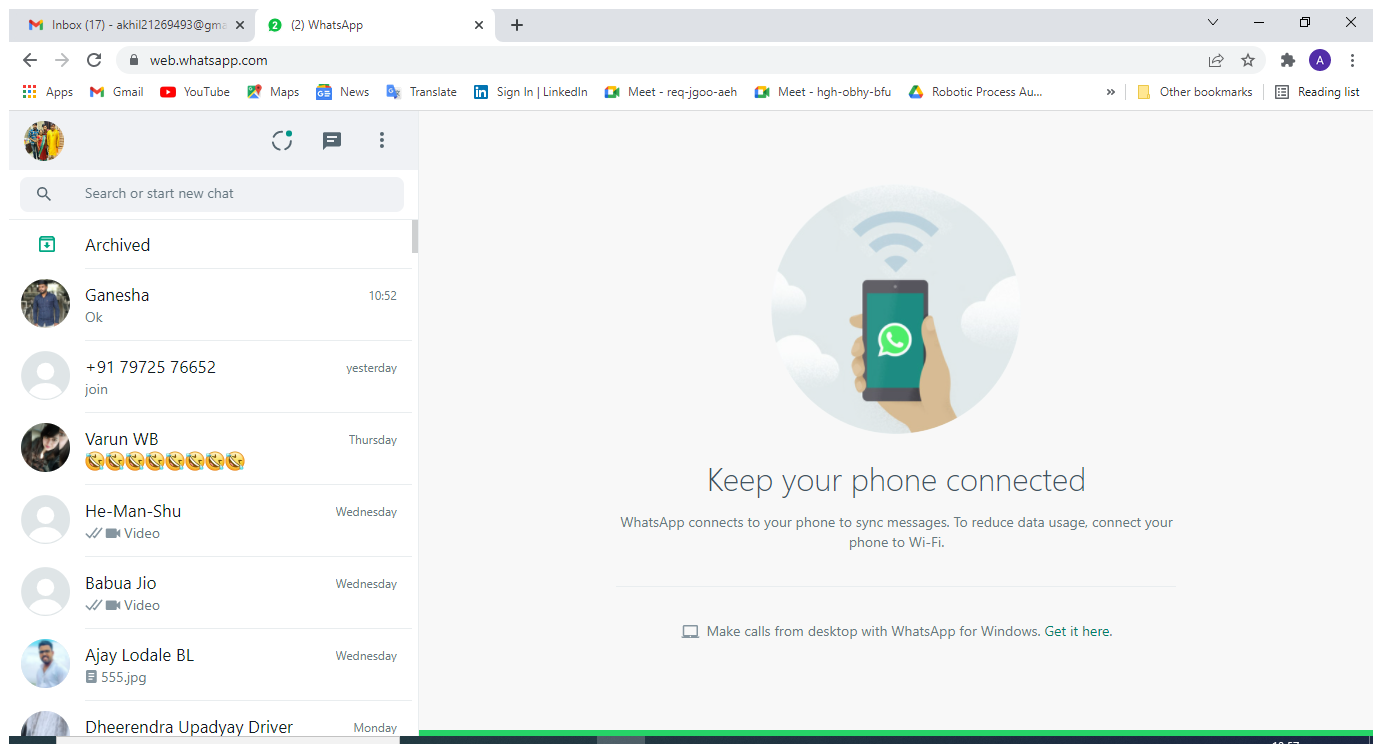 Inbox (17) - akhil21269493@gma
2 (2) WhatsApp
web.whatsapp.com
A
Apps Gmail YouTube Maps News Translate Sign In | LinkedIn Meet - req-jgoo-aeh Meet - hgh-obhy-bfu Robotic Process Au... » Other bookmarks Reading list
Search or start new chat
Archived
Ganesha 10:52
Ok
+91 79725 76652 yesterday
join
Varun WB Thursday
🤣🤣🤣🤣🤣🤣🤣🤣
He-Man-Shu Wednesday
Video
Babua Jio Wednesday
Video
Ajay Lodale BL Wednesday
555.jpg
Dheerendra Upadyay Driver Monday
Keep your phone connected
WhatsApp connects to your phone to sync messages. To reduce data usage, connect your
phone to Wi-Fi.
Make calls from desktop with WhatsApp for Windows. Get it here.